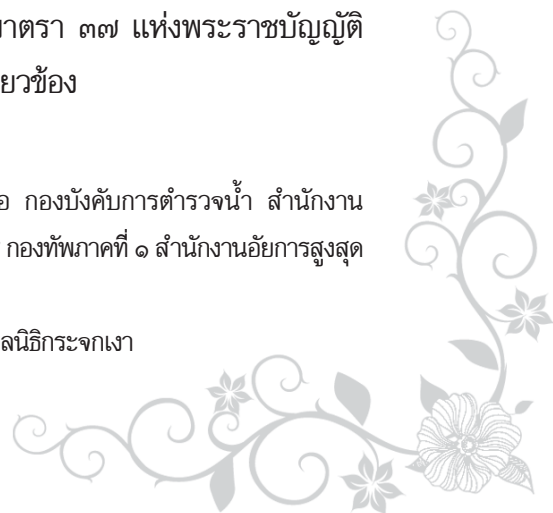 าตรา ๓๗ แห่งพระราชบัญญัติ
ยวข้อง
อ กองบังคับการตำรวจน้ำ สำนักงาน
กองทัพภาคที่ ๑ สำนักงานอัยการสูงสุด
ลนิธิกระจกเงา